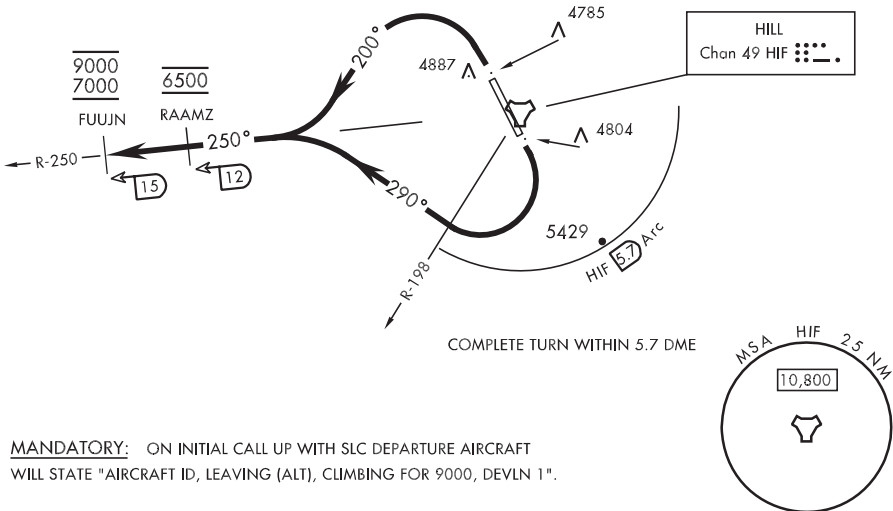 4785
HILL
Chan 49 HIF
9000
7000
6500
4887
200°
FUUJN
RAAMZ
250°
4804
R-250
15
12
290°
5429
HIF 5.7 Arc
R-198
COMPLETE TURN WITHIN 5.7 DME
MSA HIF 25 NM
10,800
MANDATORY: ON INITIAL CALL UP WITH SLC DEPARTURE AIRCRAFT
WILL STATE "AIRCRAFT ID, LEAVING (ALT), CLIMBING FOR 9000, DEVLN 1".